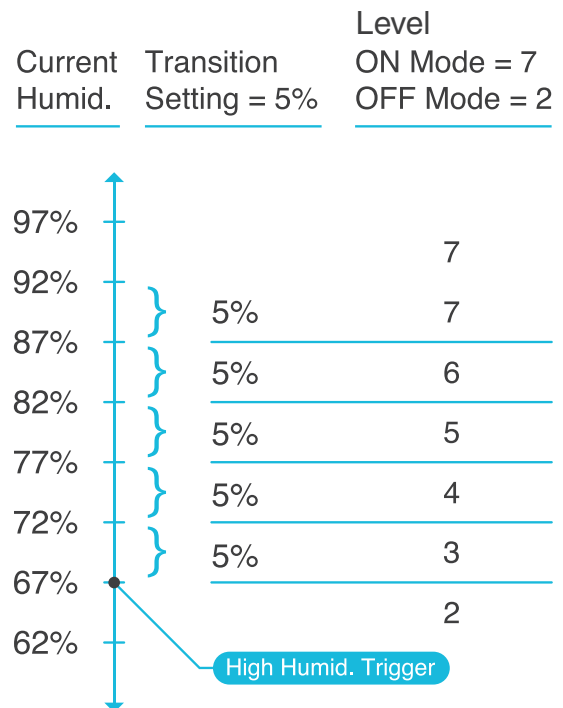 Current Humid.
Transition Setting = 5%
Level
ON Mode = 7
OFF Mode = 2
97%
7
92%
5% 7
87%
5% 6
82%
5% 5
77%
5% 4
72%
5% 3
67%
2
62%
High Humid. Trigger